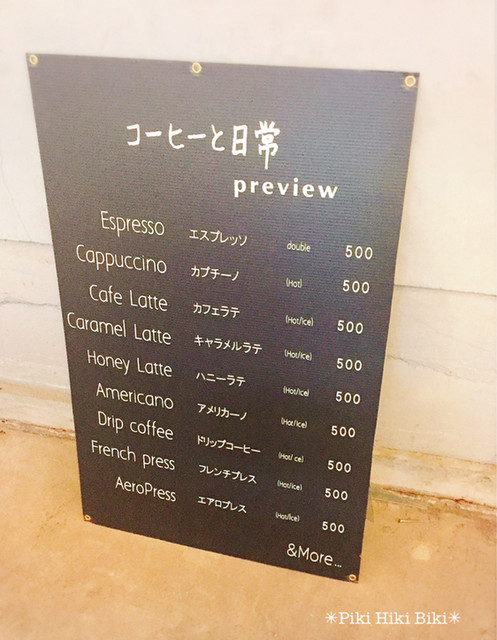 コーヒーと日常
preview
Espresso エスプレッソ double 500
Cappuccino カプチーノ (Hot) 500
Cafe Latte カフェラテ (Hot/Ice) 500
Caramel Latte キャラメルラテ (Hot/Ice) 500
Honey Latte ハニーラテ (Hot/Ice) 500
Americano アメリカーノ (Hot/Ice) 500
Drip coffee ドリップコーヒー (Hot/Ice) 500
French press フレンチプレス (Hot/Ice) 500
AeroPress エアロプレス (Hot/Ice) 500
&More...
✳Piki Hiki Biki✳